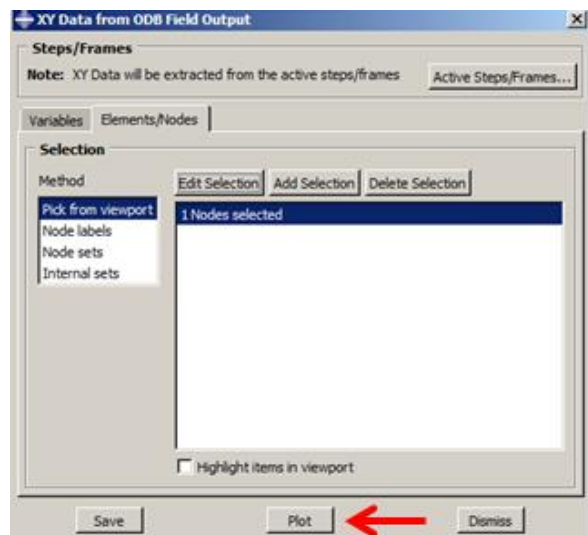 XY Data from ODB Field Output
Steps/Frames
Note: XY Data will be extracted from the active steps/frames
Active Steps/Frames...
Variables
Elements/Nodes
Selection
Method
Edit Selection
Add Selection
Delete Selection
Pick from viewport
Node labels
Node sets
Internal sets
1 Nodes selected
Highlight items in viewport
Save
Plot
Dismiss